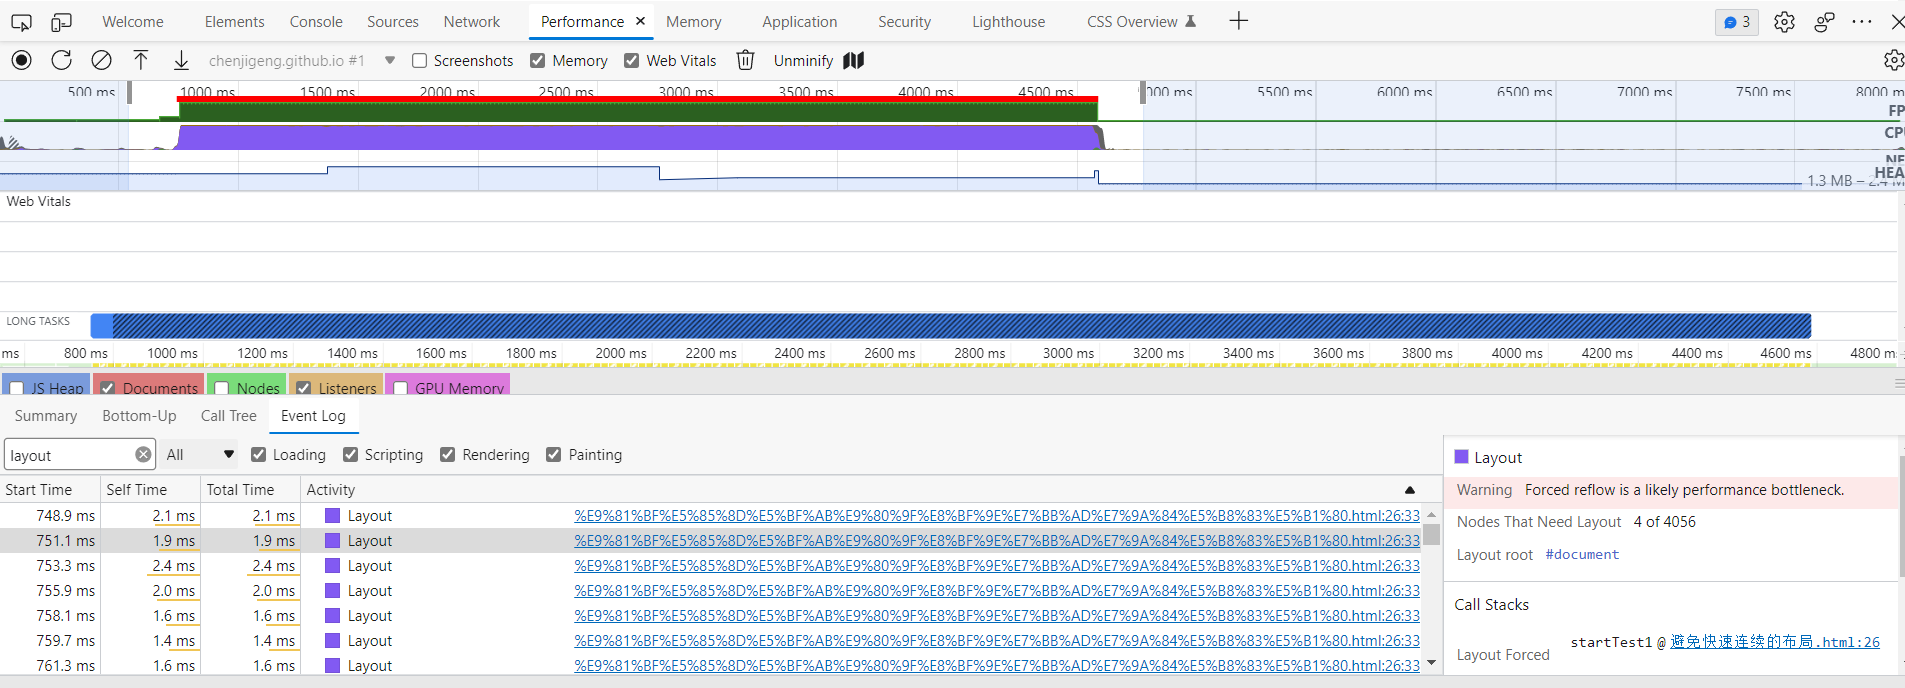 Welcome Elements Console Sources Network Performance × Memory Application Security Lighthouse CSS Overview 3
chenjigeng.github.io #1 Screenshots Memory Web Vitals Unminify
500 ms 1000 ms 1500 ms 2000 ms 2500 ms 3000 ms 3500 ms 4000 ms 4500 ms 000 ms 5500 ms 6000 ms 6500 ms 7000 ms 7500 ms 8000 m
FP
CPU
NE
HEA
1.3 MB – 2.4 M
Web Vitals
LONG TASKS
ms 800 ms 1000 ms 1200 ms 1400 ms 1600 ms 1800 ms 2000 ms 2200 ms 2400 ms 2600 ms 2800 ms 3000 ms 3200 ms 3400 ms 3600 ms 3800 ms 4000 ms 4200 ms 4400 ms 4600 ms 4800 m
JS Heap Documents Nodes Listeners GPU Memory
Summary Bottom-Up Call Tree Event Log
layout All Loading Scripting Rendering Painting
Start Time Self Time Total Time Activity
748.9 ms 2.1 ms 2.1 ms Layout %E9%81%BF%E5%85%8D%E5%BF%AB%E9%80%9F%E8%BF%9E%E7%BB%AD%E7%9A%84%E5%B8%83%E5%B1%80.html:26:33
751.1 ms 1.9 ms 1.9 ms Layout %E9%81%BF%E5%85%8D%E5%BF%AB%E9%80%9F%E8%BF%9E%E7%BB%AD%E7%9A%84%E5%B8%83%E5%B1%80.html:26:33
753.3 ms 2.4 ms 2.4 ms Layout %E9%81%BF%E5%85%8D%E5%BF%AB%E9%80%9F%E8%BF%9E%E7%BB%AD%E7%9A%84%E5%B8%83%E5%B1%80.html:26:33
755.9 ms 2.0 ms 2.0 ms Layout %E9%81%BF%E5%85%8D%E5%BF%AB%E9%80%9F%E8%BF%9E%E7%BB%AD%E7%9A%84%E5%B8%83%E5%B1%80.html:26:33
758.1 ms 1.6 ms 1.6 ms Layout %E9%81%BF%E5%85%8D%E5%BF%AB%E9%80%9F%E8%BF%9E%E7%BB%AD%E7%9A%84%E5%B8%83%E5%B1%80.html:26:33
759.7 ms 1.4 ms 1.4 ms Layout %E9%81%BF%E5%85%8D%E5%BF%AB%E9%80%9F%E8%BF%9E%E7%BB%AD%E7%9A%84%E5%B8%83%E5%B1%80.html:26:33
761.3 ms 1.6 ms 1.6 ms Layout %E9%81%BF%E5%85%8D%E5%BF%AB%E9%80%9F%E8%BF%9E%E7%BB%AD%E7%9A%84%E5%B8%83%E5%B1%80.html:26:33
Layout
Warning Forced reflow is a likely performance bottleneck.
Nodes That Need Layout 4 of 4056
Layout root #document
Call Stacks
startTest1 @ 避免快速连续的布局.html:26
Layout Forced